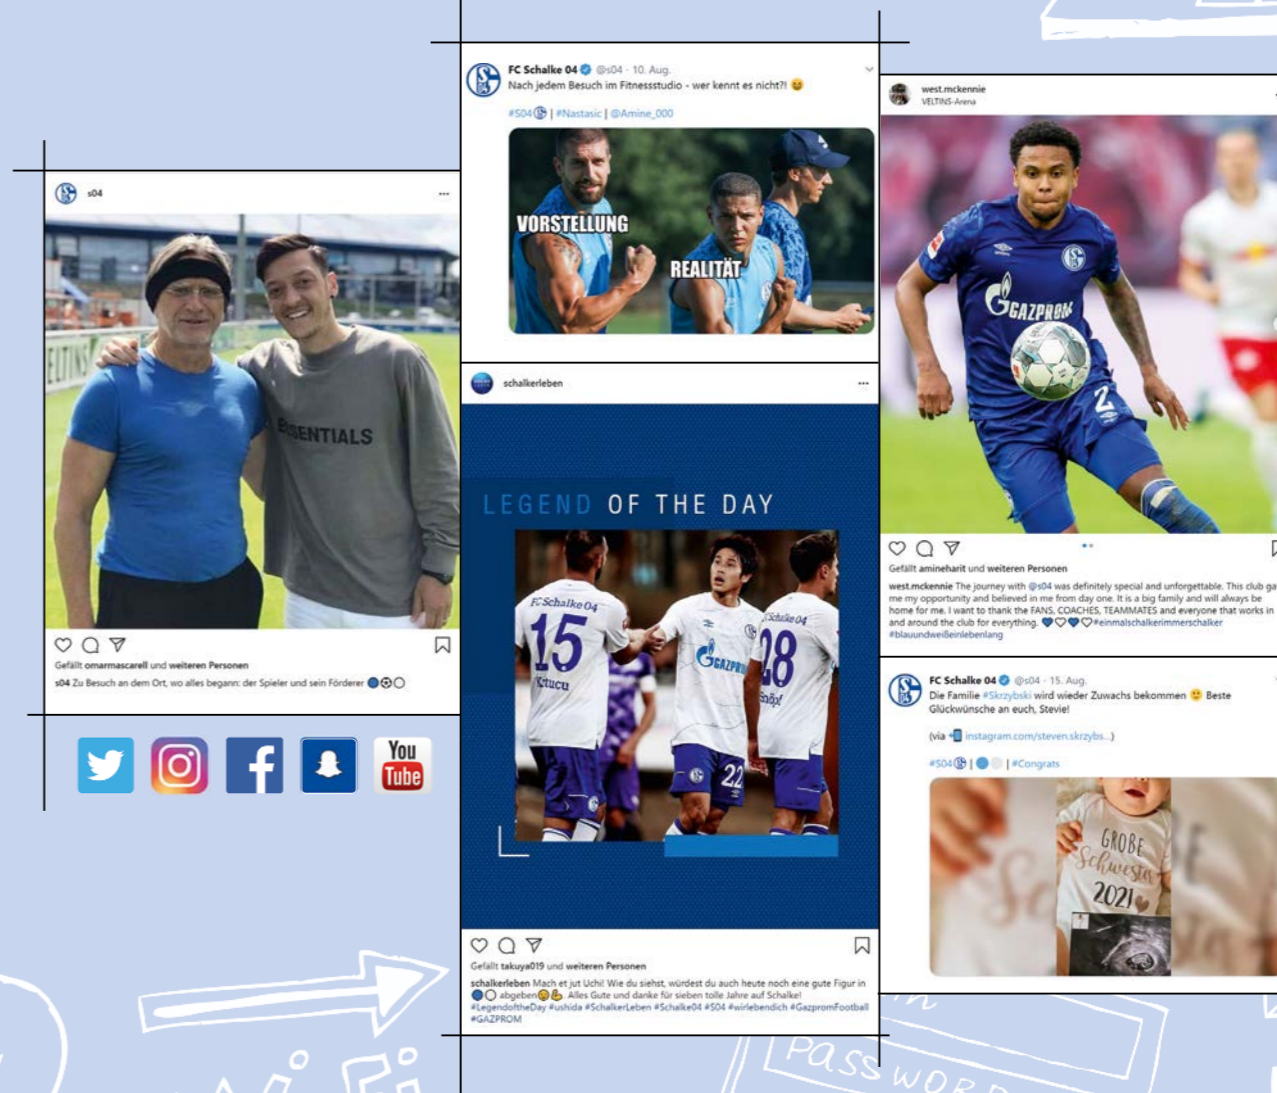 s04
ELTINS
ESSENTIALS
Gefällt omarmascarell und weiteren Personen
s04 Zu Besuch an dem Ort, wo alles begann: der Spieler und sein Förderer
You
Tube
FC Schalke 04 @s04 · 10. Aug.
Nach jedem Besuch im Fitnessstudio - wer kennt es nicht?!
#S04 | #Nastasic | @Amine_000
VORSTELLUNG
REALITÄT
schalkerleben
LEGEND OF THE DAY
FC Schalke 04
15
Kutucu
GAZPROM
22
Schalke 04
28
Schöpf
Gefällt takuya019 und weiteren Personen
schalkerleben Mach et jut Uchi! Wie du siehst, würdest du auch heute noch eine gute Figur in
abgeben Alles Gute und danke für sieben tolle Jahre auf Schalke!
#LegendoftheDay #ushida #SchalkerLeben #Schalke04 #S04 #wirlebendich #GazpromFootball
#GAZPROM
west.mckennie
VELTINS-Arena
GAZPROM
2
Gefällt amineharit und weiteren Personen
west.mckennie The journey with @s04 was definitely special and unforgettable. This club ga
me my opportunity and believed in me from day one. It is a big family and will always be
home for me. I want to thank the FANS, COACHES, TEAMMATES and everyone that works in
and around the club for everything. #einmalschalkerimmerschalker
#blauundweißeinlebenlang
FC Schalke 04 @s04 · 15. Aug.
Die Familie #Skrzybski wird wieder Zuwachs bekommen Beste
Glückwünsche an euch, Stevie!
(via instagram.com/steven.skrzybs...)
#S04 | | #Congrats
GROßE
Schwester
2021
PASSWORD